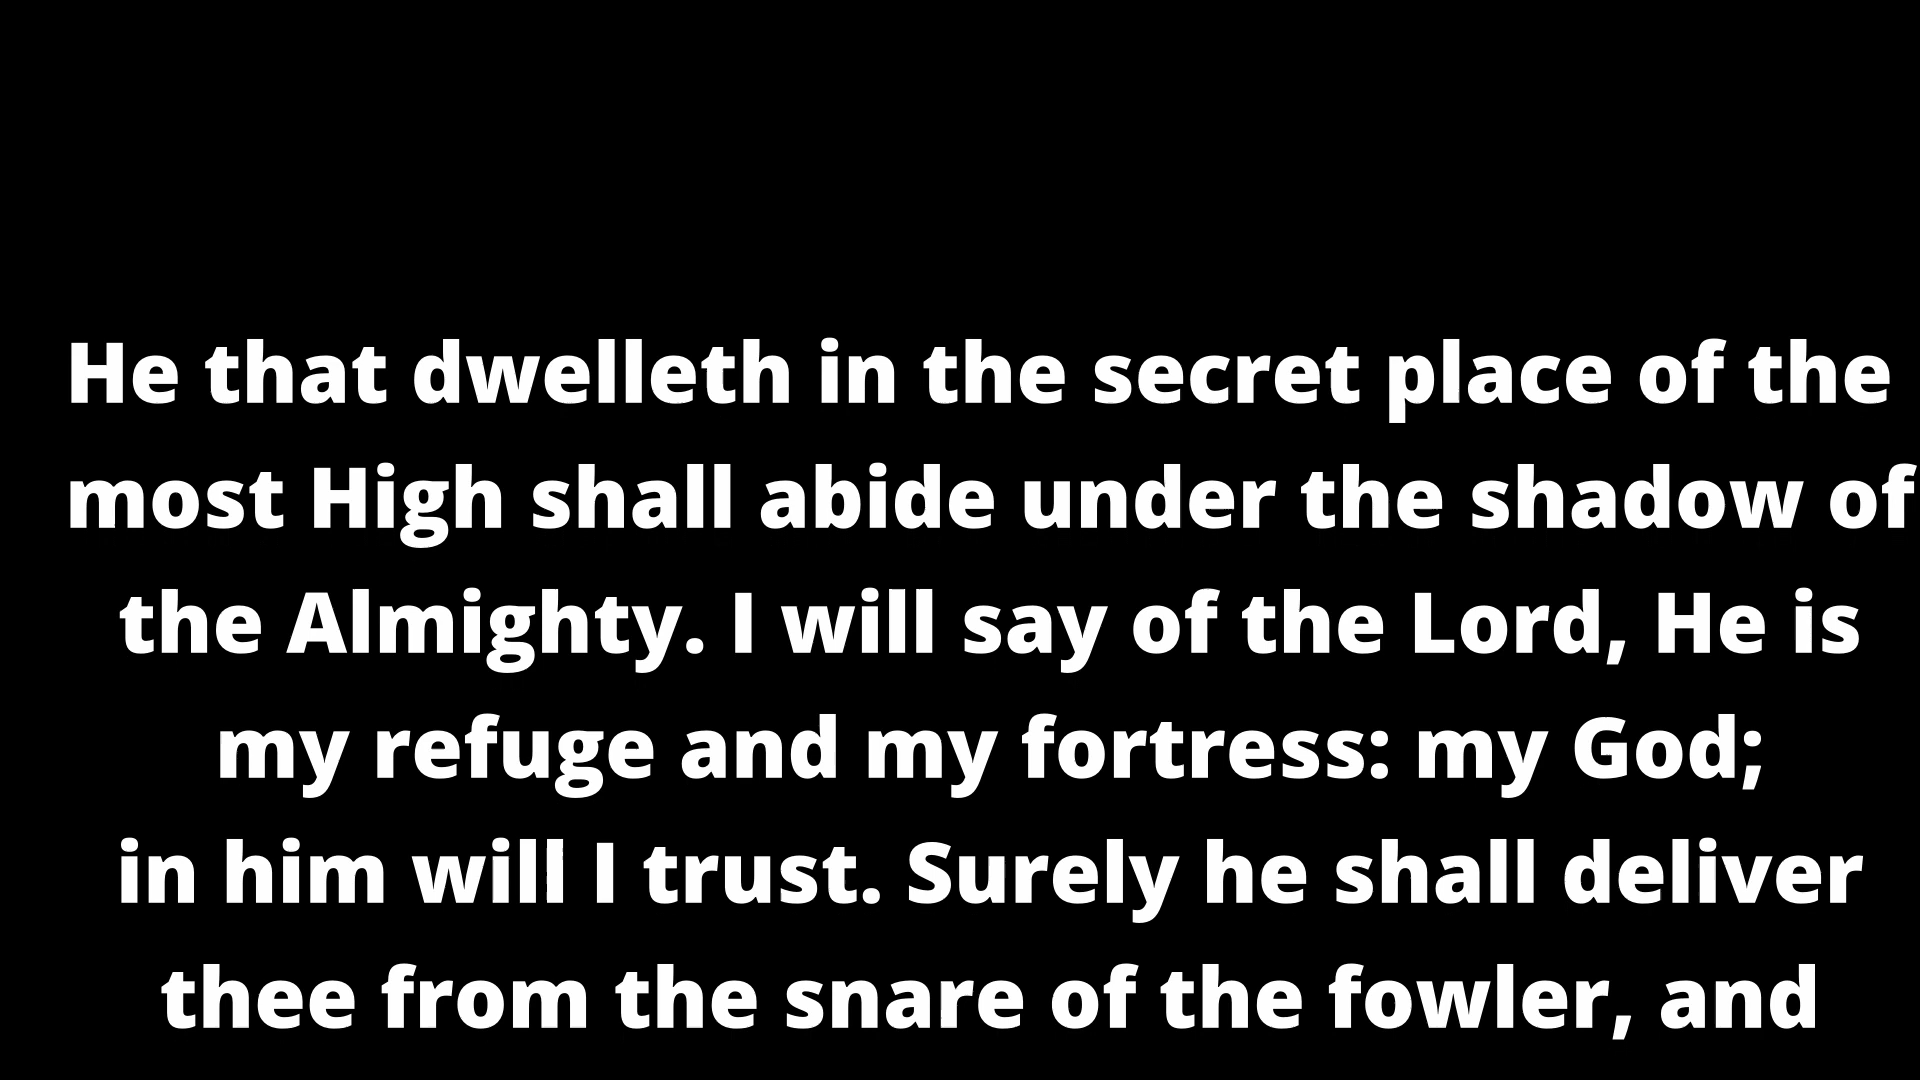 He that dwelleth in the secret place of the
most High shall abide under the shadow of
the Almighty. I will say of the Lord, He is
my refuge and my fortress: my God;
in him will I trust. Surely he shall deliver
thee from the snare of the fowler, and